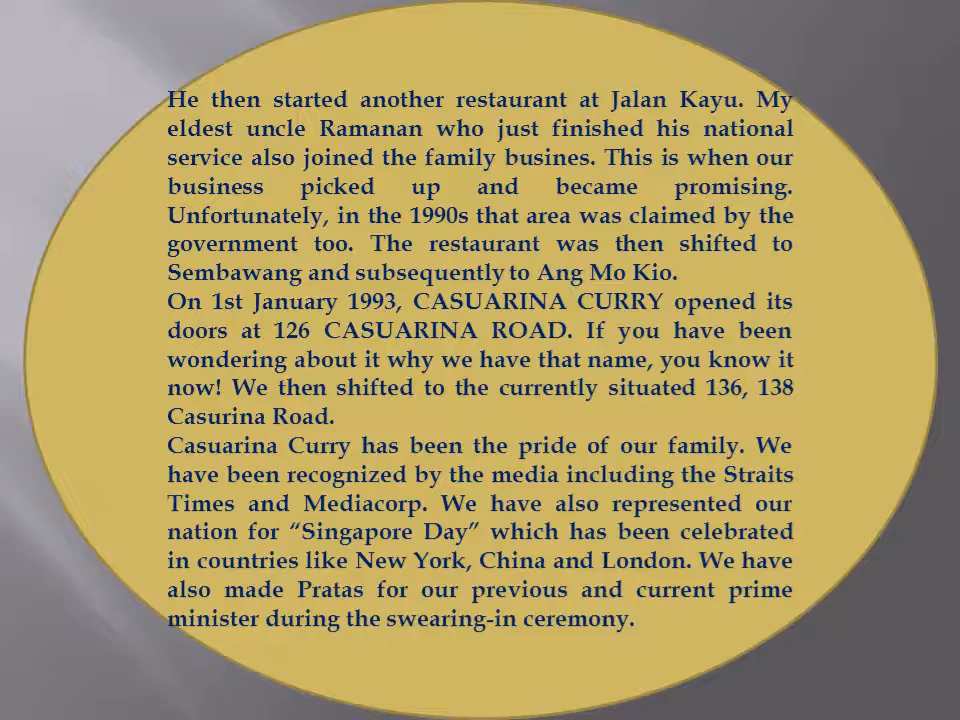 He then started another restaurant at Jalan Kayu. My
eldest uncle Ramanan who just finished his national
service also joined the family busines. This is when our
business picked up and became promising.
Unfortunately, in the 1990s that area was claimed by the
government too. The restaurant was then shifted to
Sembawang and subsequently to Ang Mo Kio.
On 1st January 1993, CASUARINA CURRY opened its
doors at 126 CASUARINA ROAD. If you have been
wondering about it why we have that name, you know it
now! We then shifted to the currently situated 136, 138
Casurina Road.
Casuarina Curry has been the pride of our family. We
have been recognized by the media including the Straits
Times and Mediacorp. We have also represented our
nation for “Singapore Day” which has been celebrated
in countries like New York, China and London. We have
also made Pratas for our previous and current prime
minister during the swearing-in ceremony.